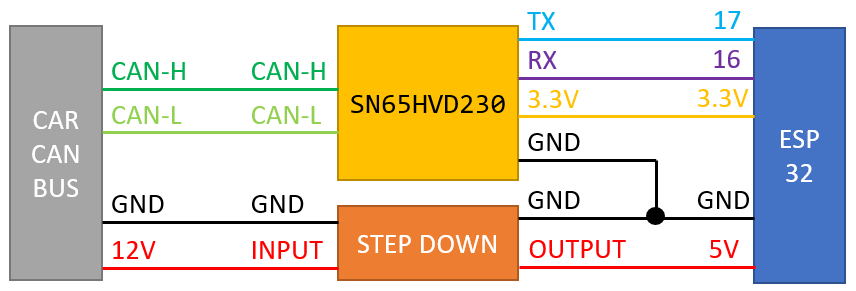 TX 17
CAN-H CAN-H RX 16
SN65HVD230
CAN-L CAN-L 3.3V 3.3V
CAR
CAN
BUS
GND
ESP
32
GND GND GND GND
12V INPUT STEP DOWN OUTPUT 5V